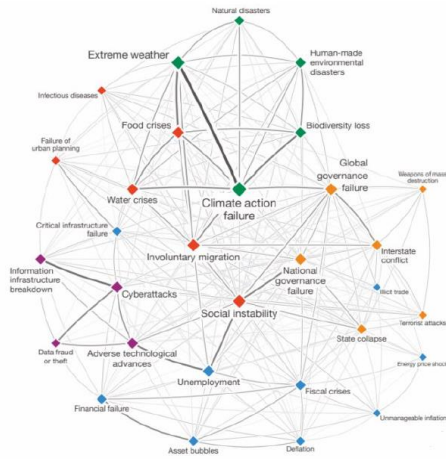 Natural disasters
Extreme weather
Human-made
environmental
disasters
Infectious diseases
Food crises
Biodiversity loss
Failure of
urban planning
Global
governance
failure
Weapons of mass
destruction
Water crises
Climate action
failure
Critical infrastructure
failure
Involuntary migration
Interstate
conflict
Information
infrastructure
breakdown
Cyberattacks
National
governance
failure
Illicit trade
Social instability
Terrorist attacks
Data fraud
or theft
Adverse technological
advances
State collapse
Energy price shock
Unemployment
Fiscal crises
Financial failure
Unmanageable inflation
Asset bubbles
Deflation